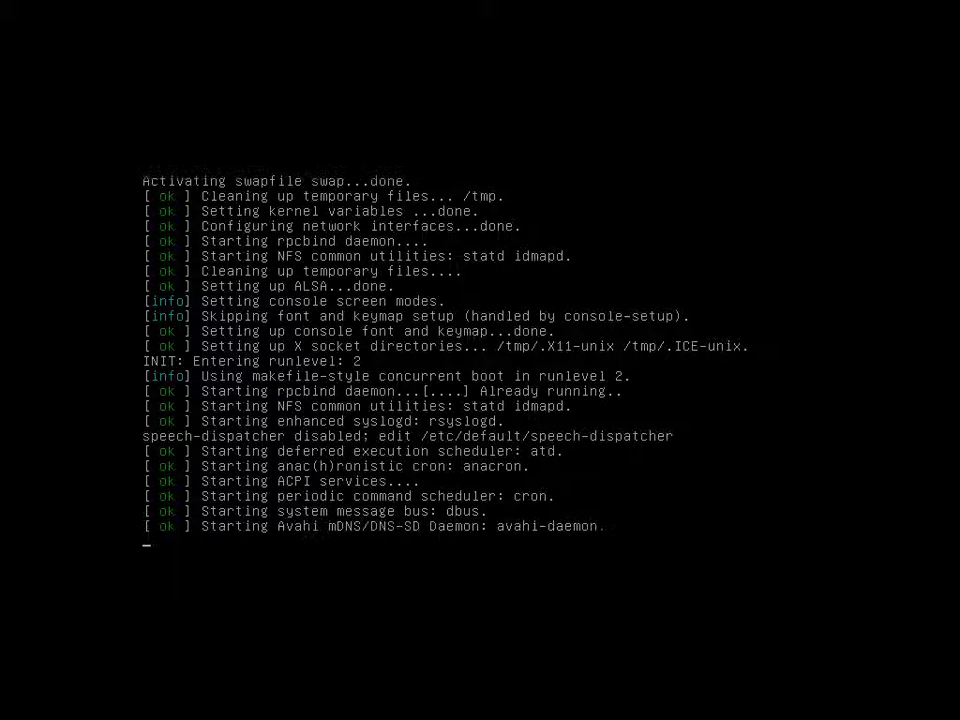 Activating swapfile swap...done.
[ ok ] Cleaning up temporary files... /tmp.
[ ok ] Setting kernel variables ...done.
[ ok ] Configuring network interfaces...done.
[ ok ] Starting rpcbind daemon....
[ ok ] Starting NFS common utilities: statd idmapd.
[ ok ] Cleaning up temporary files....
[ ok ] Setting up ALSA...done.
[info] Setting console screen modes.
[info] Skipping font and keymap setup (handled by console-setup).
[ ok ] Setting up console font and keymap...done.
[ ok ] Setting up X socket directories... /tmp/.X11-unix /tmp/.ICE-unix.
INIT: Entering runlevel: 2
[info] Using makefile-style concurrent boot in runlevel 2.
[ ok ] Starting rpcbind daemon...[....] Already running..
[ ok ] Starting NFS common utilities: statd idmapd.
[ ok ] Starting enhanced syslogd: rsyslogd.
speech-dispatcher disabled; edit /etc/default/speech-dispatcher
[ ok ] Starting deferred execution scheduler: atd.
[ ok ] Starting anac(h)ronistic cron: anacron.
[ ok ] Starting ACPI services....
[ ok ] Starting periodic command scheduler: cron.
[ ok ] Starting system message bus: dbus.
[ ok ] Starting Avahi mDNS/DNS-SD Daemon: avahi-daemon.